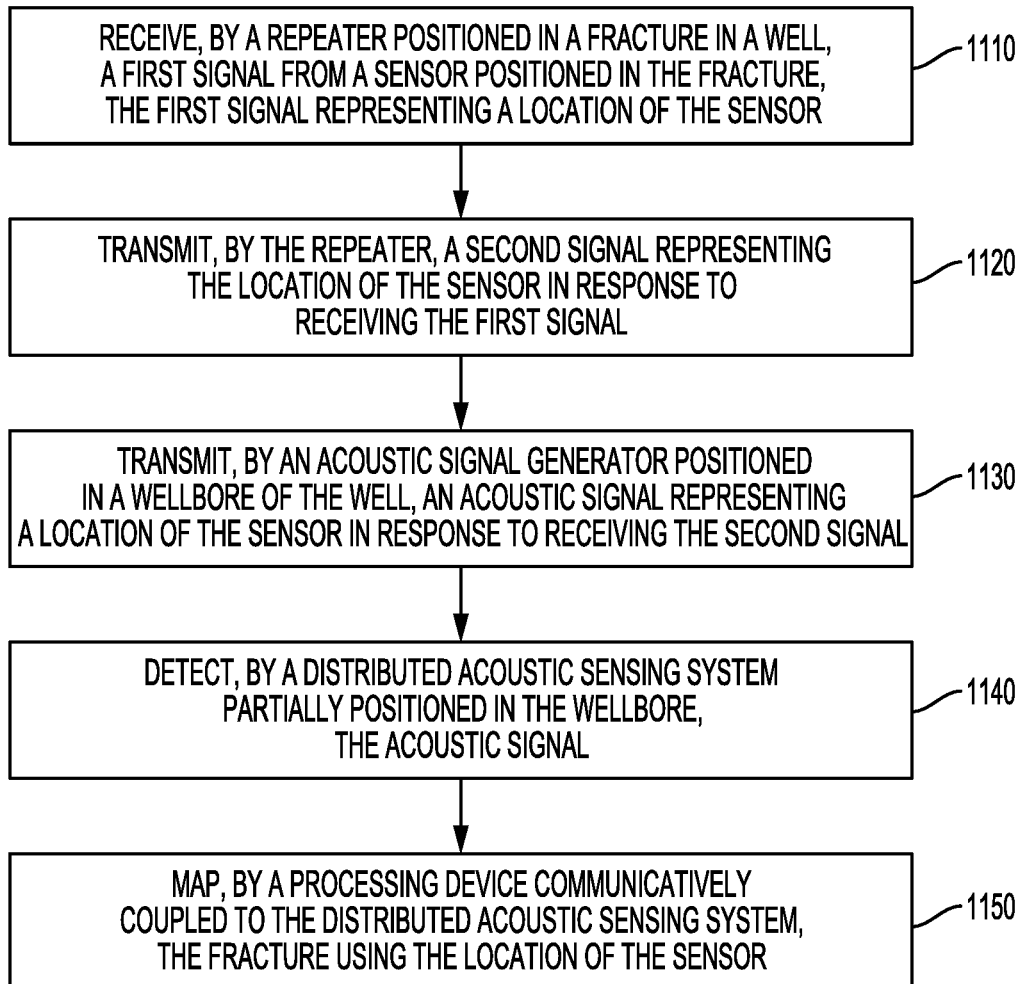 RECEIVE, BY A REPEATER POSITIONED IN A FRACTURE IN A WELL,
A FIRST SIGNAL FROM A SENSOR POSITIONED IN THE FRACTURE,
THE FIRST SIGNAL REPRESENTING A LOCATION OF THE SENSOR
1110
TRANSMIT, BY THE REPEATER, A SECOND SIGNAL REPRESENTING
THE LOCATION OF THE SENSOR IN RESPONSE TO
RECEIVING THE FIRST SIGNAL
1120
TRANSMIT, BY AN ACOUSTIC SIGNAL GENERATOR POSITIONED
IN A WELLBORE OF THE WELL, AN ACOUSTIC SIGNAL REPRESENTING
A LOCATION OF THE SENSOR IN RESPONSE TO RECEIVING THE SECOND SIGNAL
1130
DETECT, BY A DISTRIBUTED ACOUSTIC SENSING SYSTEM
PARTIALLY POSITIONED IN THE WELLBORE,
THE ACOUSTIC SIGNAL
1140
MAP, BY A PROCESSING DEVICE COMMUNICATIVELY
COUPLED TO THE DISTRIBUTED ACOUSTIC SENSING SYSTEM,
THE FRACTURE USING THE LOCATION OF THE SENSOR
1150